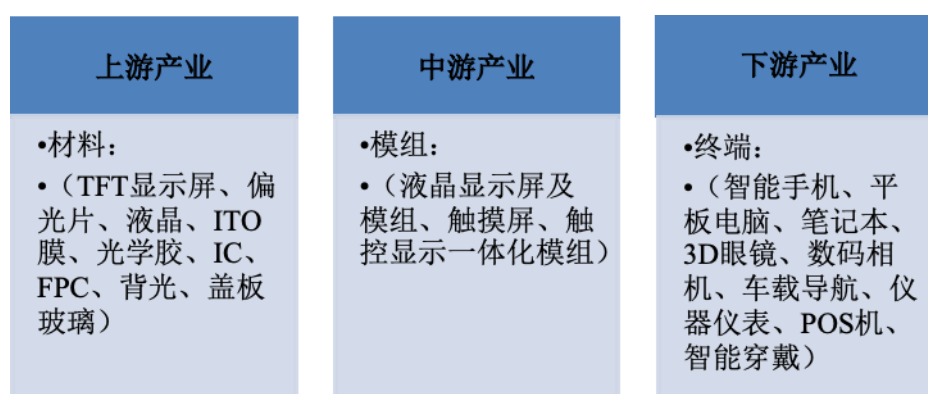 上游产业
•材料：
•（TFT显示屏、偏
光片、液晶、ITO
膜、光学胶、IC、
FPC、背光、盖板
玻璃）
中游产业
•模组：
•（液晶显示屏及
模组、触摸屏、触
控显示一体化模组）
下游产业
•终端：
•（智能手机、平
板电脑、笔记本、
3D眼镜、数码相
机、车载导航、仪
器仪表、POS机、
智能穿戴）